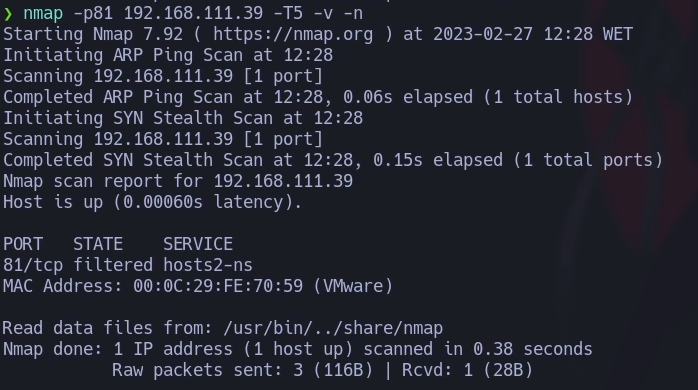 ❯ nmap -p81 192.168.111.39 -T5 -v -n
Starting Nmap 7.92 ( https://nmap.org ) at 2023-02-27 12:28 WET
Initiating ARP Ping Scan at 12:28
Scanning 192.168.111.39 [1 port]
Completed ARP Ping Scan at 12:28, 0.06s elapsed (1 total hosts)
Initiating SYN Stealth Scan at 12:28
Scanning 192.168.111.39 [1 port]
Completed SYN Stealth Scan at 12:28, 0.15s elapsed (1 total ports)
Nmap scan report for 192.168.111.39
Host is up (0.00060s latency).
PORT   STATE    SERVICE
81/tcp filtered hosts2-ns
MAC Address: 00:0C:29:FE:70:59 (VMware)
Read data files from: /usr/bin/../share/nmap
Nmap done: 1 IP address (1 host up) scanned in 0.38 seconds
Raw packets sent: 3 (116B) | Rcvd: 1 (28B)